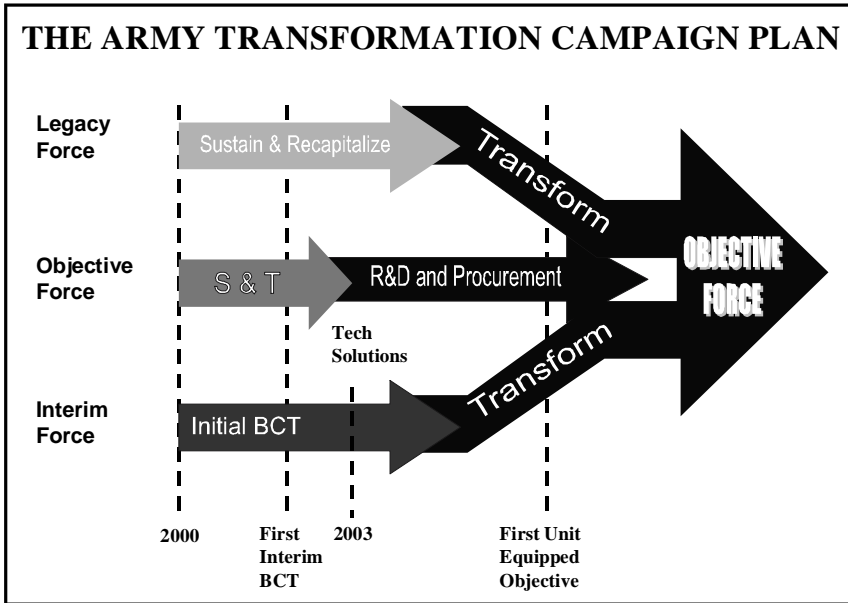 THE ARMY TRANSFORMATION CAMPAIGN PLAN
Legacy
Force
Sustain & Recapitalize
Transform
Objective
Force
S & T
R&D and Procurement
OBJECTIVE
FORCE
Tech
Solutions
Interim
Force
Initial BCT
Transform
2000
First
Interim
BCT
2003
First Unit
Equipped
Objective